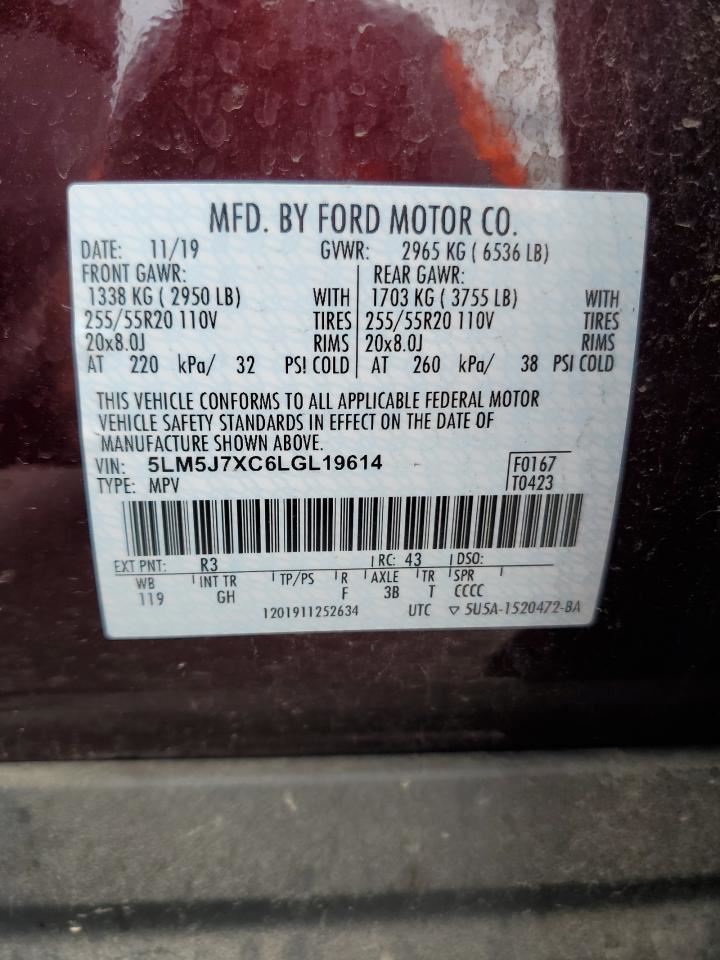 MFD. BY FORD MOTOR CO.
DATE: 11/19 GVWR: 2965 KG ( 6536 LB)
FRONT GAWR: REAR GAWR:
1338 KG ( 2950 LB) WITH 1703 KG ( 3755 LB) WITH
255/55R20 110V TIRES 255/55R20 110V TIRES
20x8.0J RIMS 20x8.0J RIMS
AT 220 kPa/ 32 PSI COLD AT 260 kPa/ 38 PSI COLD
THIS VEHICLE CONFORMS TO ALL APPLICABLE FEDERAL MOTOR
VEHICLE SAFETY STANDARDS IN EFFECT ON THE DATE OF
MANUFACTURE SHOWN ABOVE.
VIN: 5LM5J7XC6LGL19614 F0167
TYPE: MPV T0423
EXT PNT: R3 RC: 43 DSO:
WB INT TR TP/PS R AXLE TR SPR
119 GH F 3B T CCCC
1201911252634 UTC ▽ 5U5A-1520472-BA